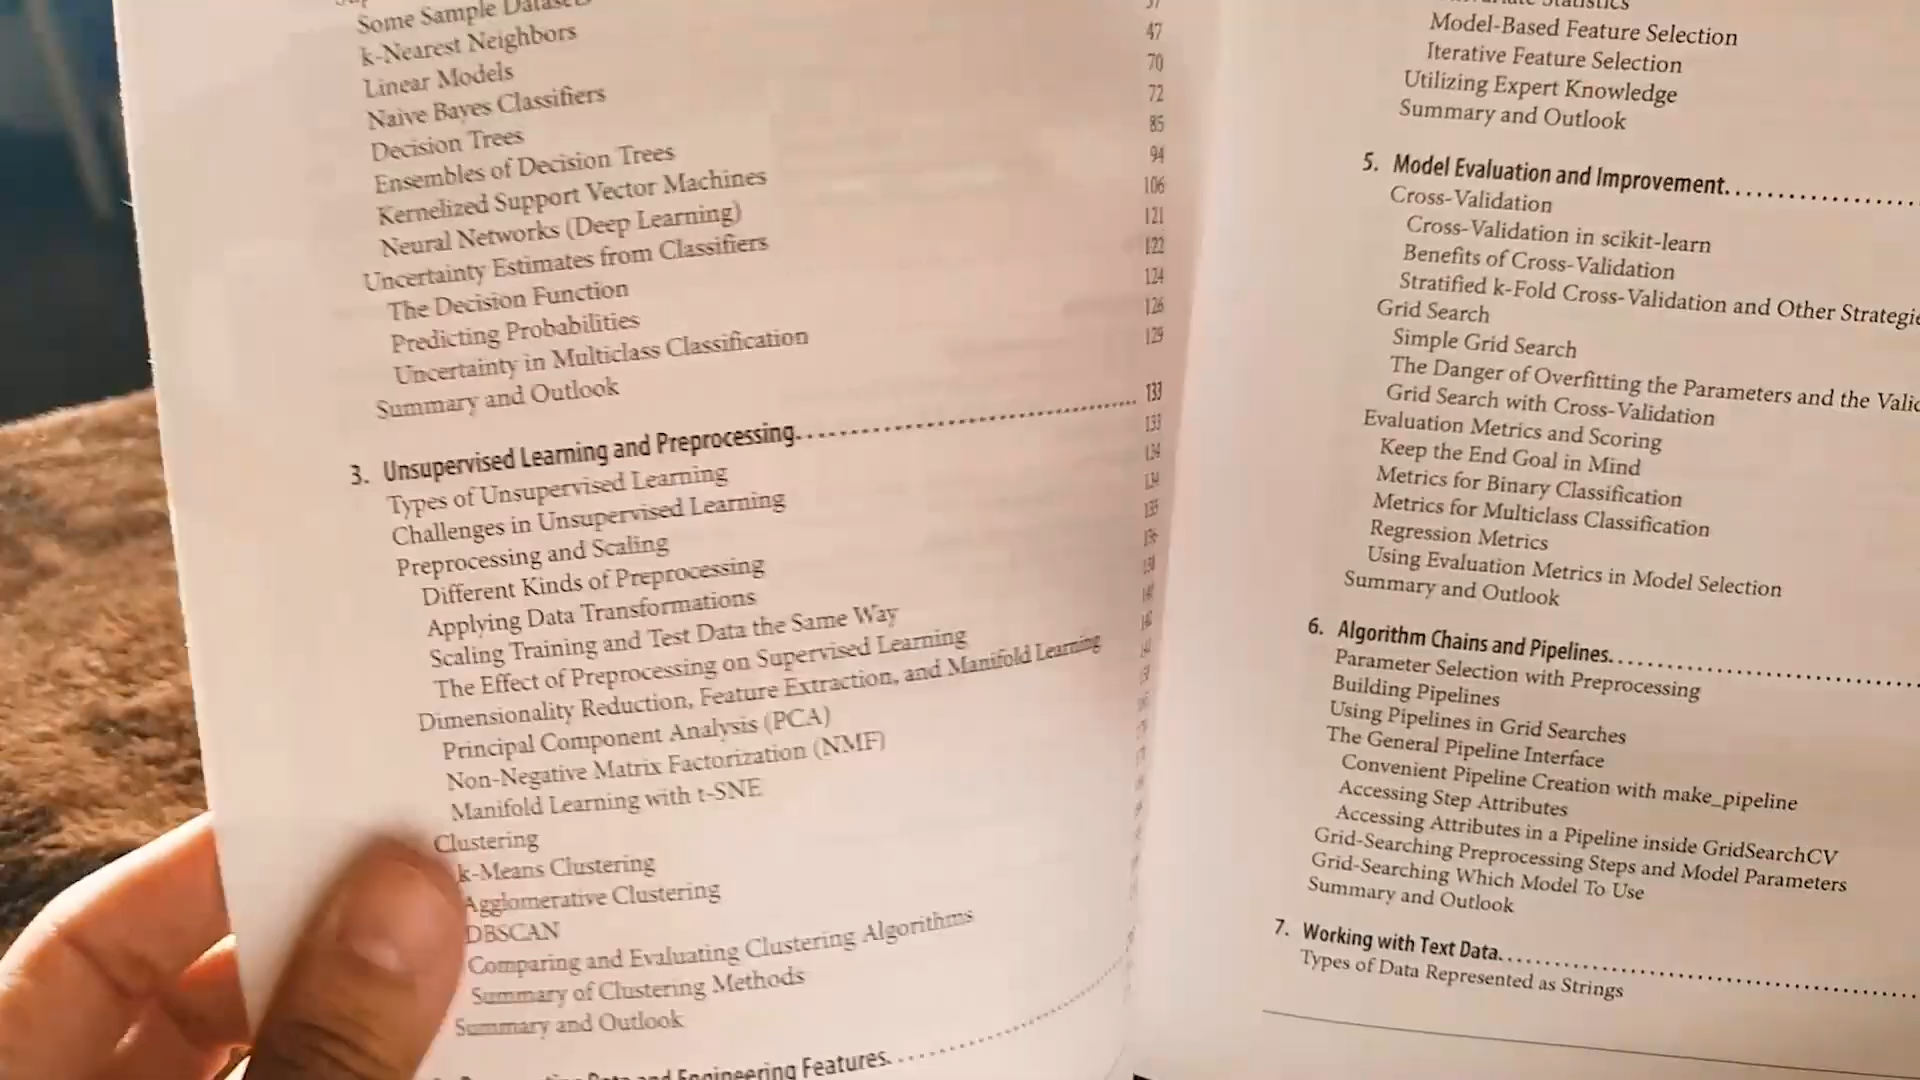 Some Sample Datasets
k-Nearest Neighbors
Linear Models
Naive Bayes Classifiers
Decision Trees
Ensembles of Decision Trees
Kernelized Support Vector Machines
Neural Networks (Deep Learning)
Uncertainty Estimates from Classifiers
The Decision Function
Predicting Probabilities
Uncertainty in Multiclass Classification
Summary and Outlook
37
47
70
72
85
94
106
121
122
124
126
129
3. Unsupervised Learning and Preprocessing. 133
Types of Unsupervised Learning 133
Challenges in Unsupervised Learning 134
Preprocessing and Scaling 134
Different Kinds of Preprocessing 135
Applying Data Transformations
Scaling Training and Test Data the Same Way
The Effect of Preprocessing on Supervised Learning
Dimensionality Reduction, Feature Extraction, and Manifold Learning
Principal Component Analysis (PCA)
Non-Negative Matrix Factorization (NMF)
Manifold Learning with t-SNE
Clustering
k-Means Clustering
Agglomerative Clustering
DBSCAN
Comparing and Evaluating Clustering Algorithms
Summary of Clustering Methods
Summary and Outlook
and Engineering Features.
Statistics
Model-Based Feature Selection
Iterative Feature Selection
Utilizing Expert Knowledge
Summary and Outlook
5. Model Evaluation and Improvement.
Cross-Validation
Cross-Validation in scikit-learn
Benefits of Cross-Validation
Stratified k-Fold Cross-Validation and Other Strategie
Grid Search
Simple Grid Search
The Danger of Overfitting the Parameters and the Valid
Grid Search with Cross-Validation
Evaluation Metrics and Scoring
Keep the End Goal in Mind
Metrics for Binary Classification
Metrics for Multiclass Classification
Regression Metrics
Using Evaluation Metrics in Model Selection
Summary and Outlook
6. Algorithm Chains and Pipelines.
Parameter Selection with Preprocessing
Building Pipelines
Using Pipelines in Grid Searches
The General Pipeline Interface
Convenient Pipeline Creation with make_pipeline
Accessing Step Attributes
Accessing Attributes in a Pipeline inside GridSearchCV
Grid-Searching Preprocessing Steps and Model Parameters
Grid-Searching Which Model To Use
Summary and Outlook
7. Working with Text Data.
Types of Data Represented as Strings